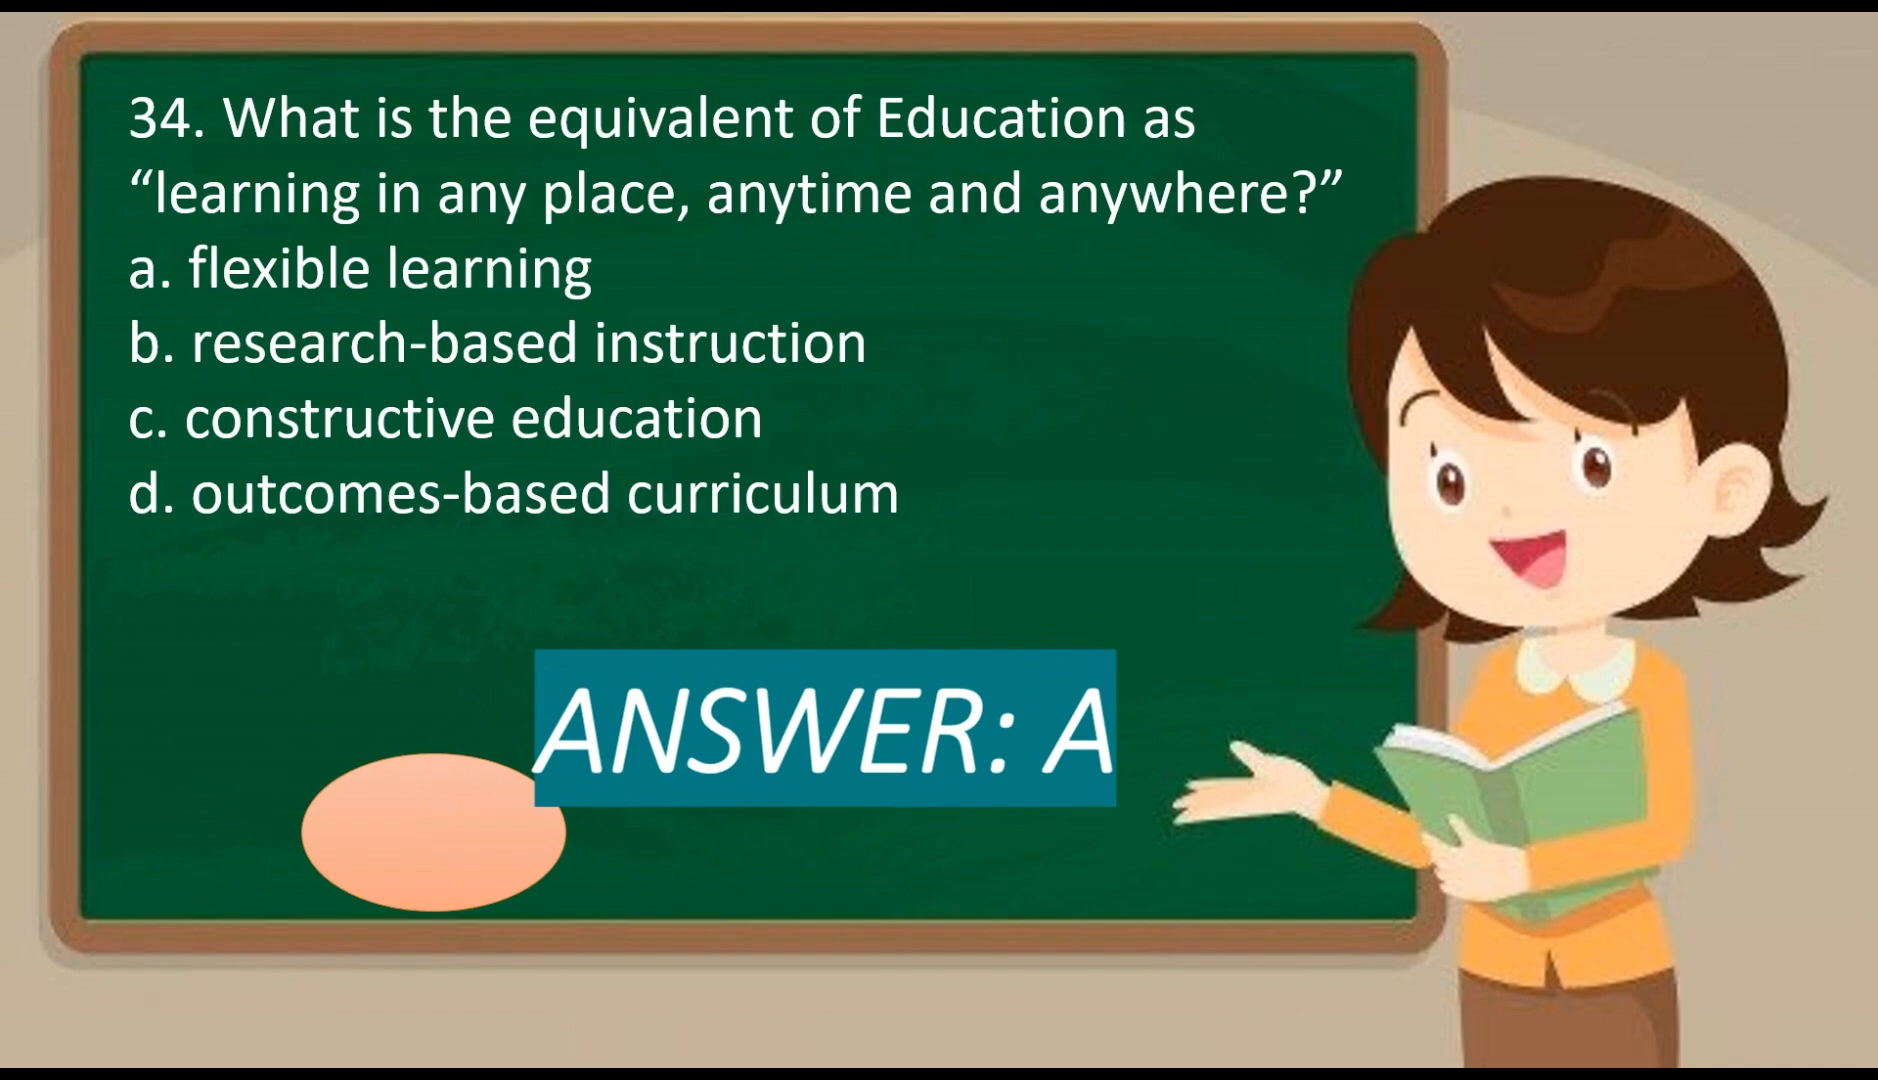 34. What is the equivalent of Education as
“learning in any place, anytime and anywhere?”
a. flexible learning
b. research-based instruction
c. constructive education
d. outcomes-based curriculum
ANSWER: A